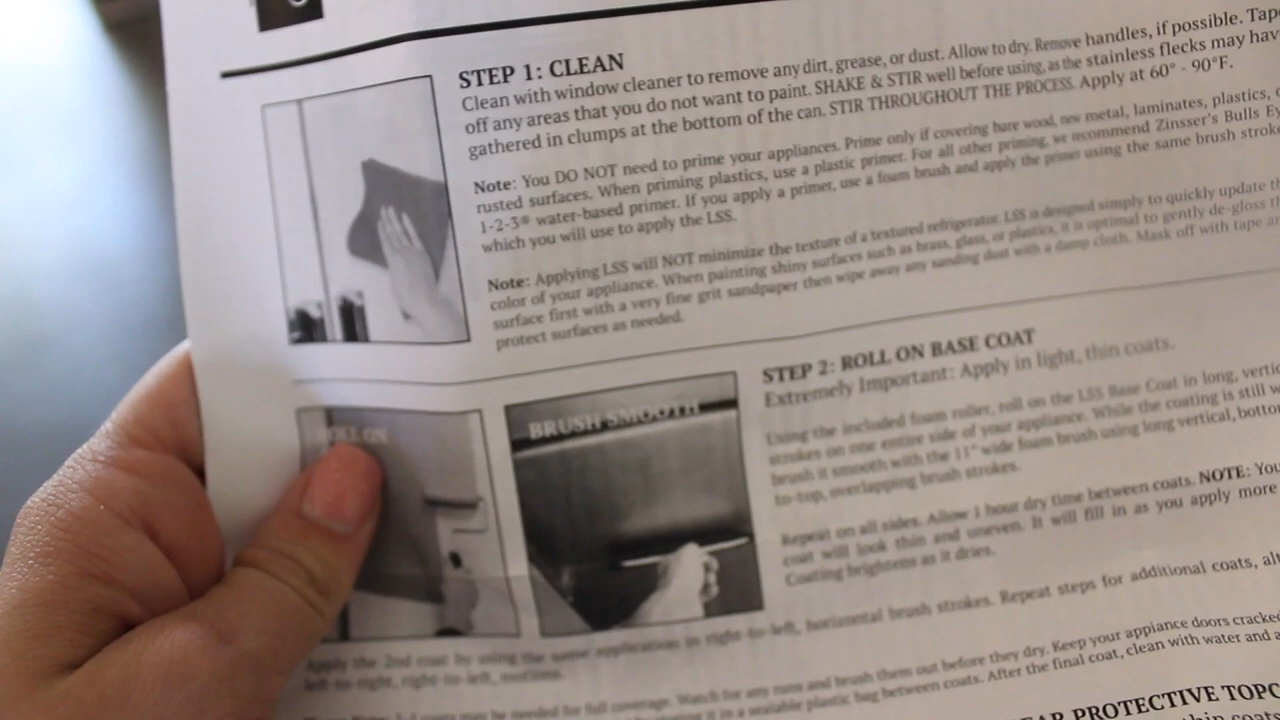 STEP 1: CLEAN
Clean with window cleaner to remove any dirt, grease, or dust. Allow to dry. Remove handles, if possible. Tape
off any areas that you do not want to paint. SHAKE & STIR well before using, as the stainless flecks may hav
gathered in clumps at the bottom of the can. STIR THROUGHOUT THE PROCESS. Apply at 60° - 90°F.
Note: You DO NOT need to prime your appliances. Prime only if covering bare wood, new metal, laminates, plastics,
rusted surfaces. When priming plastics, use a plastic primer. For all other priming, we recommend Zinsser's Bulls Ey
1-2-3® water-based primer. If you apply a primer, use a foam brush and apply the primer using the same brush strok
which you will use to apply the LSS.
Note: Applying LSS will NOT minimize the texture of a textured refrigerator. LSS is designed simply to quickly update th
color of your appliance. When painting shiny surfaces such as brass, glass, or plastics, it is optimal to gently de-gloss th
surface first with a very fine grit sandpaper then wipe away any sanding dust with a damp cloth. Mask off with tape a
protect surfaces as needed.
STEP 2: ROLL ON BASE COAT
Extremely Important: Apply in light, thin coats.
ROLL ON
BRUSH SMOOTH
Using the included foam roller, roll on the LSS Base Coat in long, vertic
strokes on one entire side of your appliance. While the coating is still w
brush it smooth with the 11" wide foam brush using long vertical, bottom
to-top, overlapping brush strokes.
Repeat on all sides. Allow 1 hour dry time between coats. NOTE: You
coat will look thin and uneven. It will fill in as you apply more
Coating brightens as it dries.
Apply the 2nd coat by using the same application in right-to-left, horizontal brush strokes. Repeat steps for additional coats, alt
left-to-right, right-to-left, motions.
may be needed for full coverage. Watch for any runs and brush them out before they dry. Keep your appiance doors cracked
it in a sealable plastic bag between coats. After the final coat, clean with water and a
PROTECTIVE TOPC
thin coats